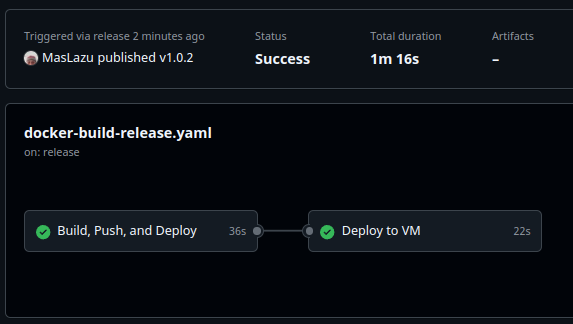 Triggered via release 2 minutes ago
MasLazu published v1.0.2
Status
Success
Total duration
1m 16s
Artifacts
–
docker-build-release.yaml
on: release
Build, Push, and Deploy 36s
Deploy to VM 22s